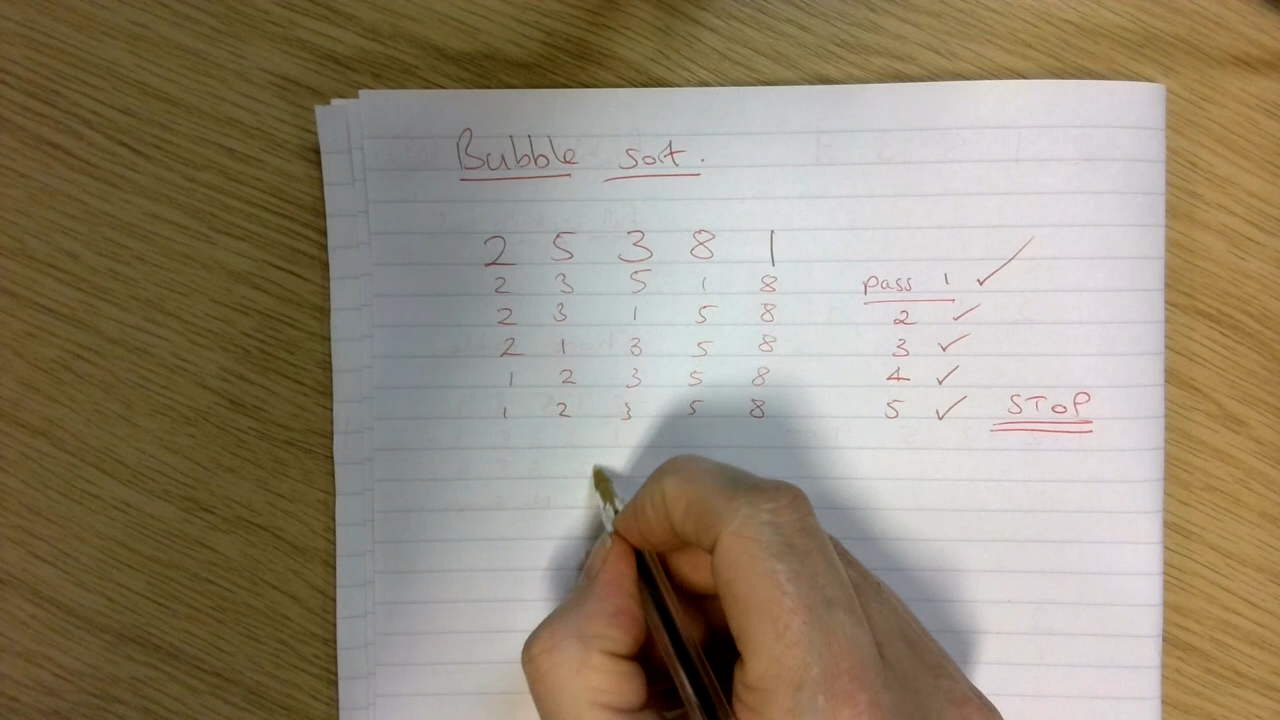 Bubble sort.
2 5 3 8 1
2 3 5 1 8 pass 1 ✓
2 3 1 5 8 2 ✓
2 1 3 5 8 3 ✓
1 2 3 5 8 4 ✓
1 2 3 5 8 5 ✓ STOP